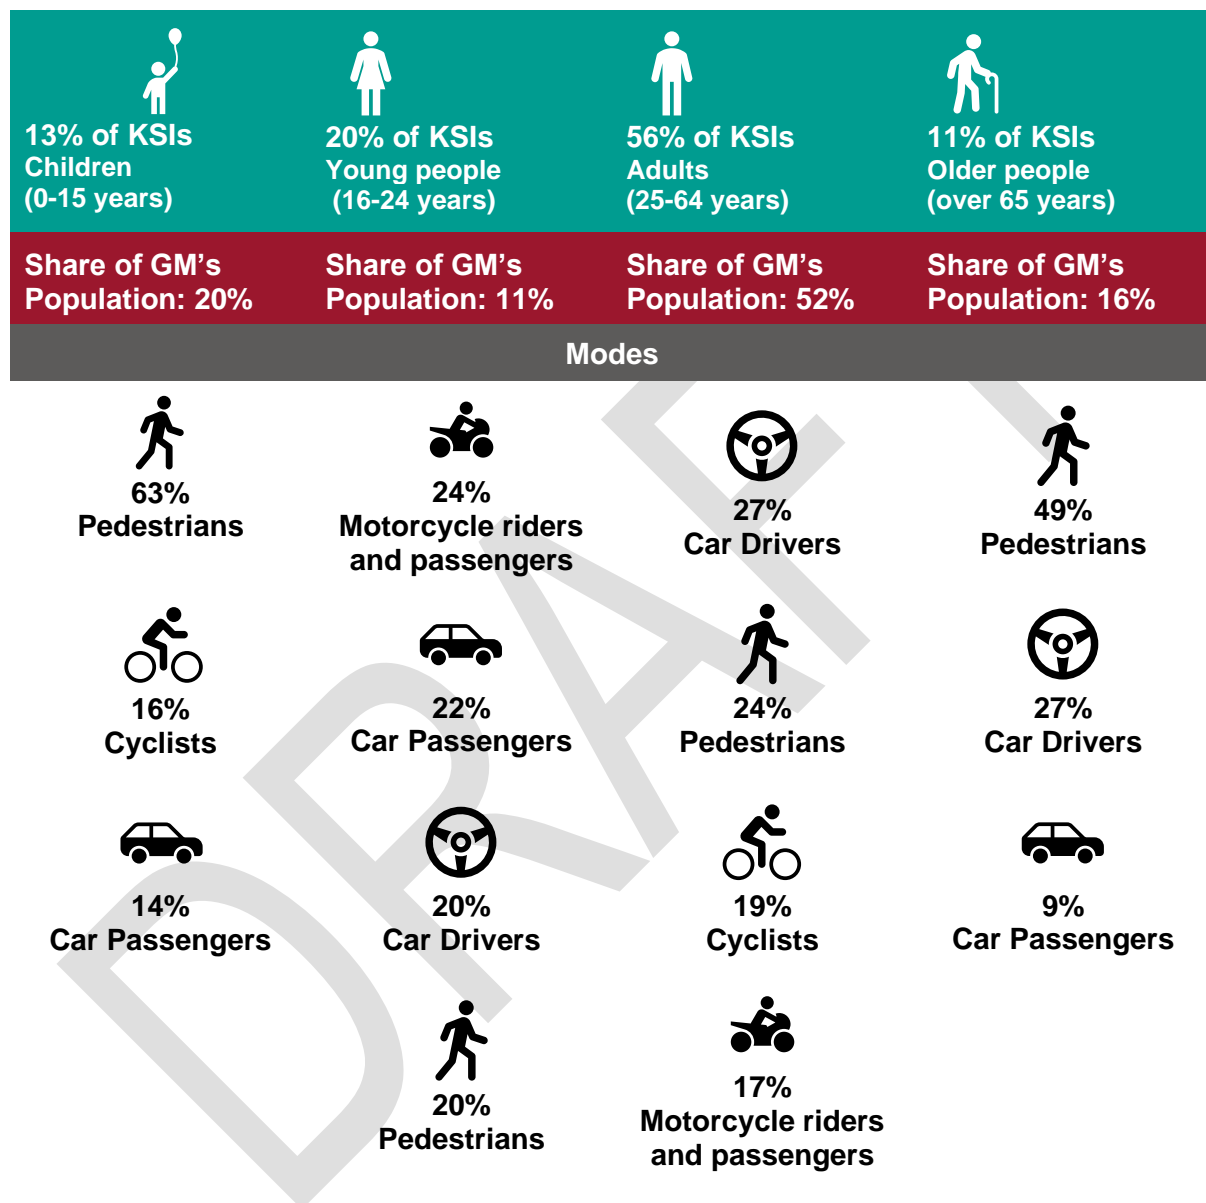 13% of KSIs
Children
(0-15 years)
20% of KSIs
Young people
(16-24 years)
56% of KSIs
Adults
(25-64 years)
11% of KSIs
Older people
(over 65 years)
Share of GM’s
Population: 20%
Share of GM’s
Population: 11%
Share of GM’s
Population: 52%
Share of GM’s
Population: 16%
Modes
63%
Pedestrians
24%
Motorcycle riders
and passengers
27%
Car Drivers
49%
Pedestrians
16%
Cyclists
22%
Car Passengers
24%
Pedestrians
27%
Car Drivers
14%
Car Passengers
20%
Car Drivers
19%
Cyclists
9%
Car Passengers
20%
Pedestrians
17%
Motorcycle riders
and passengers
DRAFT